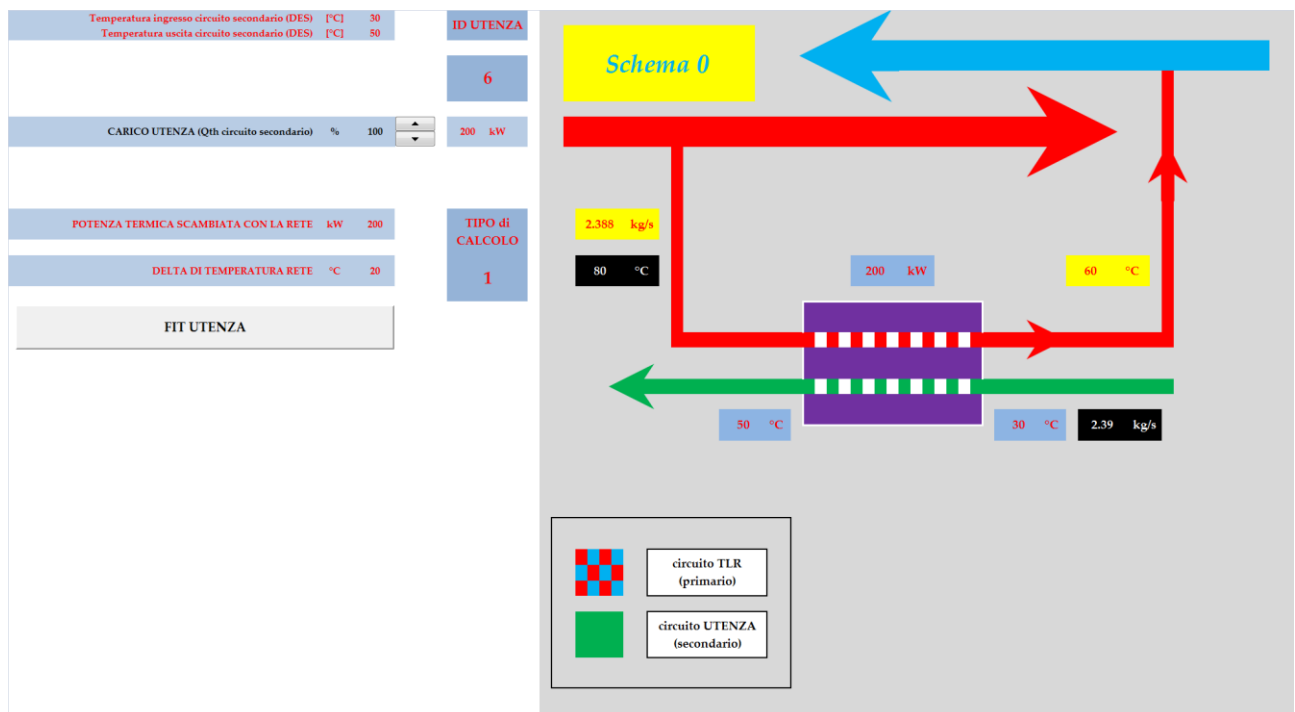 Temperatura ingresso circuito secondario (DES) [°C] 30
Temperatura uscita circuito secondario (DES) [°C] 50
ID UTENZA
6
CARICO UTENZA (Qth circuito secondario) % 100
200 kW
POTENZA TERMICA SCAMBIATA CON LA RETE kW 200
DELTA DI TEMPERATURA RETE °C 20
TIPO di
CALCOLO
1
FIT UTENZA
Schema 0
2.388 kg/s
80 °C
200 kW
60 °C
50 °C
30 °C
2.39 kg/s
circuito TLR
(primario)
circuito UTENZA
(secondario)